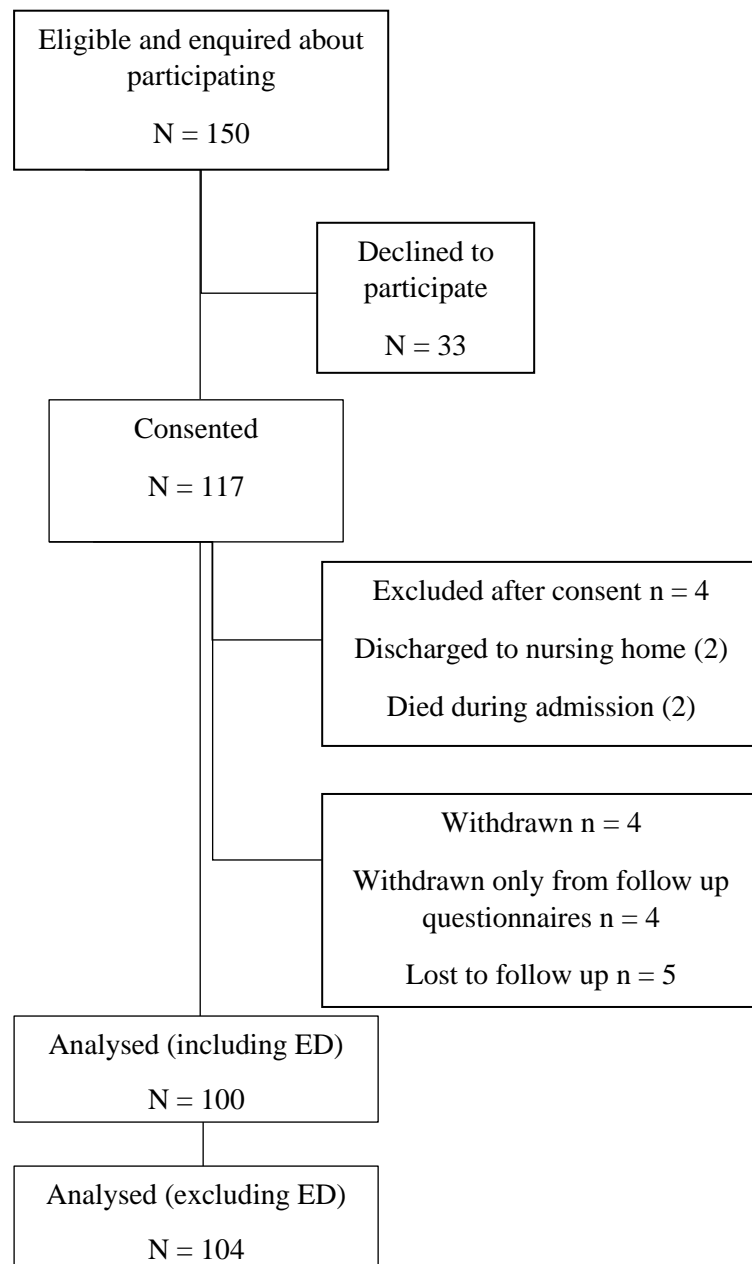 Eligible and enquired about
participating
N = 150
Declined to
participate
N = 33
Consented
N = 117
Excluded after consent n = 4
Discharged to nursing home (2)
Died during admission (2)
Withdrawn n = 4
Withdrawn only from follow up
questionnaires n = 4
Lost to follow up n = 5
Analysed (including ED)
N = 100
Analysed (excluding ED)
N = 104